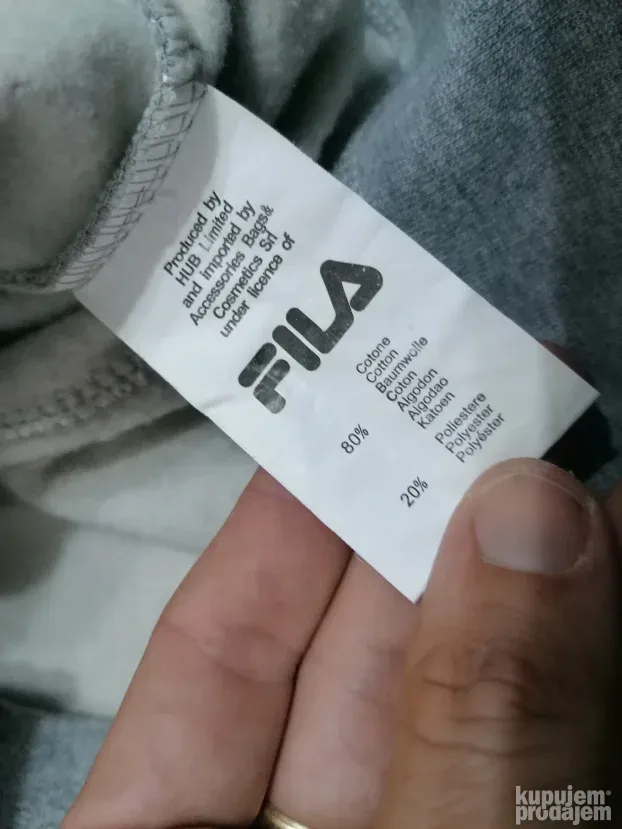 Produced by
HUB Limited
and imported by
Accessories Bags&
Cosmetics Srl
under licence of
FILA
80%
Cotone
Cotton
Baumwolle
Coton
Algodon
Algodao
Katoen
20%
Poliestere
Polyester
Polyéster
kupujem
prodajem